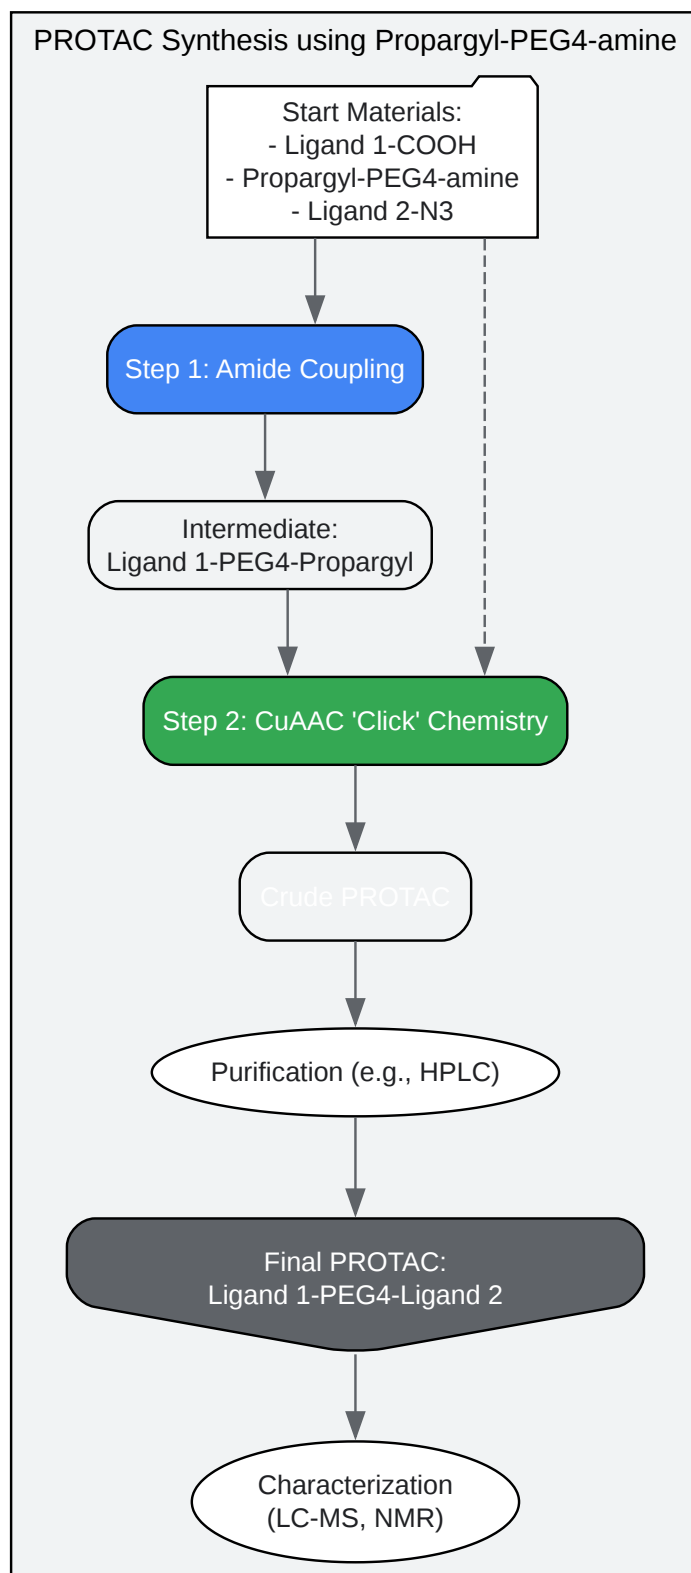 PROTAC Synthesis using Propargyl-PEG4-amine
Start Materials:
- Ligand 1-COOH
- Propargyl-PEG4-amine
- Ligand 2-N3
Step 1: Amide Coupling
Intermediate:
Ligand 1-PEG4-Propargyl
Step 2: CuAAC 'Click' Chemistry
Crude PROTAC
Purification (e.g., HPLC)
Final PROTAC:
Ligand 1-PEG4-Ligand 2
Characterization
(LC-MS, NMR)